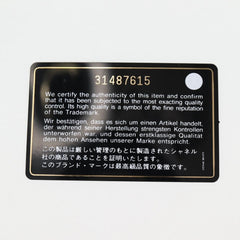 31487615
We certify the authenticity of this item and confirm
that it has been subjected to the most exacting quality
control. Its high quality is a symbol of the fine reputation
of the Trademark.
Wir bestätigen, dass es sich um einen Artikel handelt,
der während seiner Herstellung strengsten Kontrollen
unterworfen war, und dessen erstklassige Qualität
dem hohen Ansehen unserer Marke entspricht.
この製品は厳しい管理のもとに製造されたシャネル
社の商品であることを証明いたします。
このブランド・マークは最高級品質の象徴です。